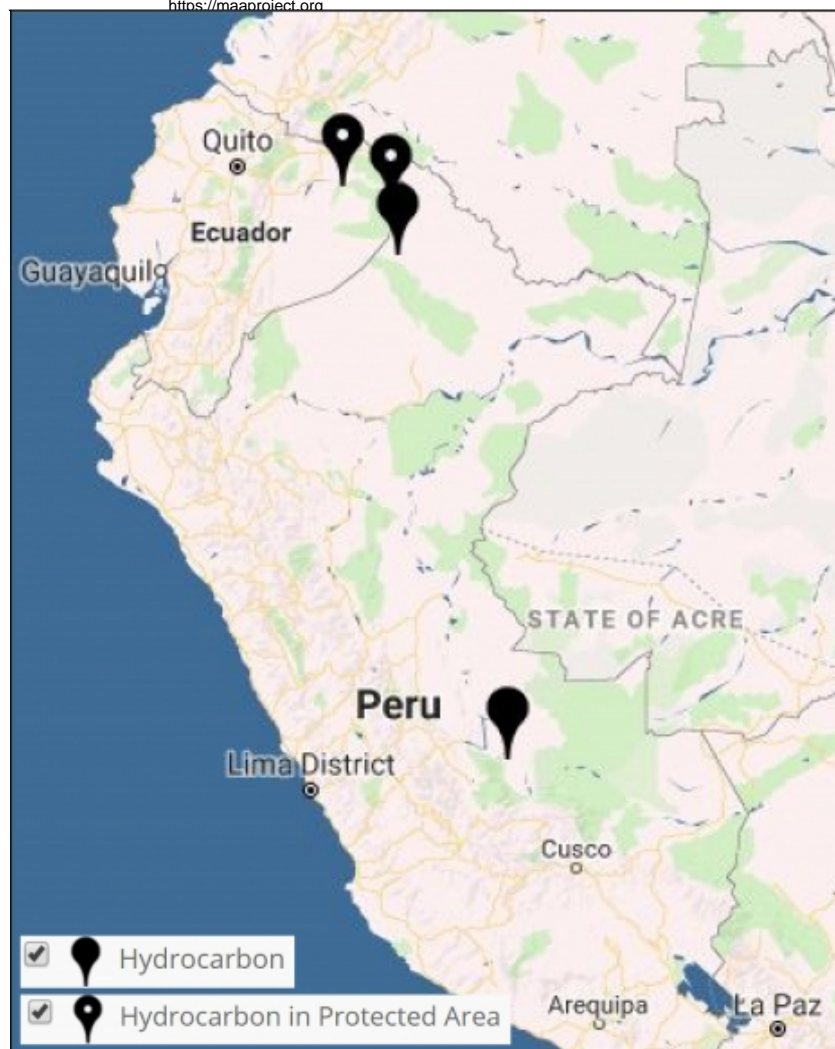 https://maaproject.org
Quito
Ecuador
Guayaquil
STATE OF ACRE
Peru
Lima District
Cusco
Hydrocarbon
Hydrocarbon in Protected Area
Arequipa
La Paz